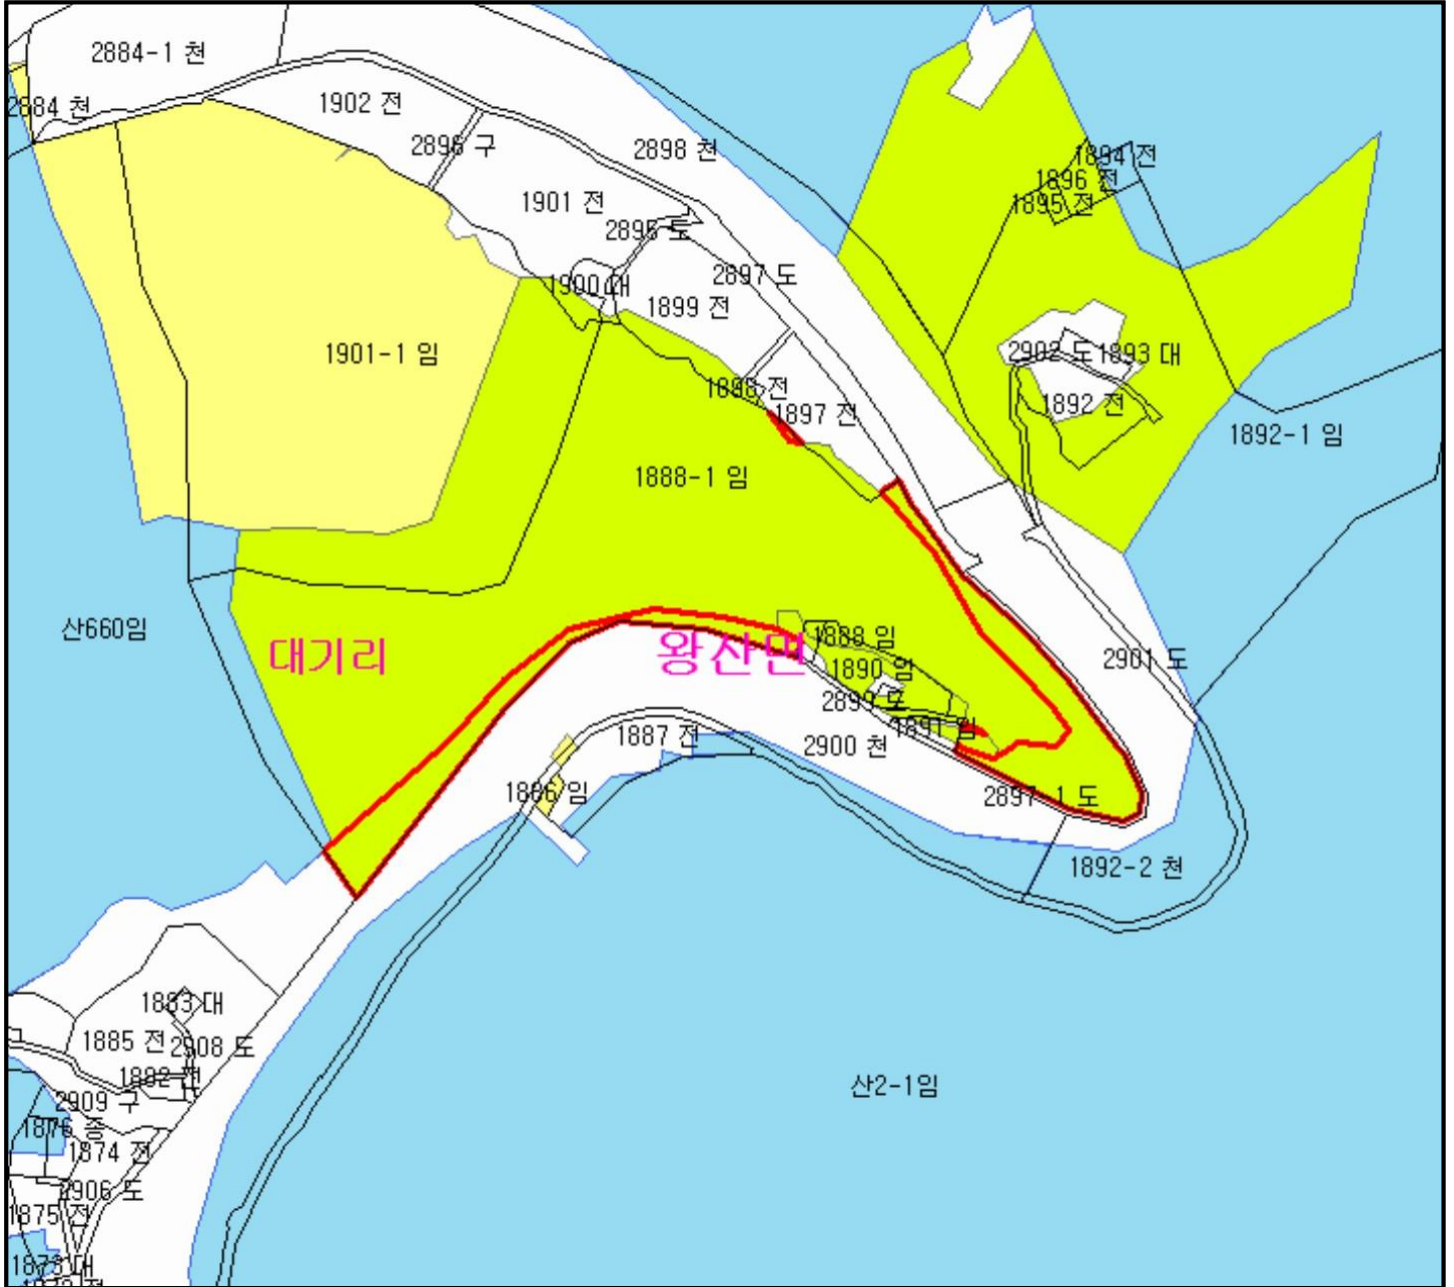 2884-1 천
2884 천
1902 전
2896 구
2898 천
1894 전
1896 전
1895 전
1901 전
2895 도
2897 도
1900 대
1899 전
1901-1 임
2902 도
1893 대
1898 전
1892 전
1897 전
1892-1 임
1888-1 임
산660임
대기리
왕산면
1888 임
1890 임
2901 도
2899 도
1891 임
1887 전
2900 천
1886 임
2897-1 도
1892-2 천
1883 대
1885 전
2908 도
1882 전
산2-1임
2909 구
1876 종
1874 전
2906 도
1875 전
1873 대